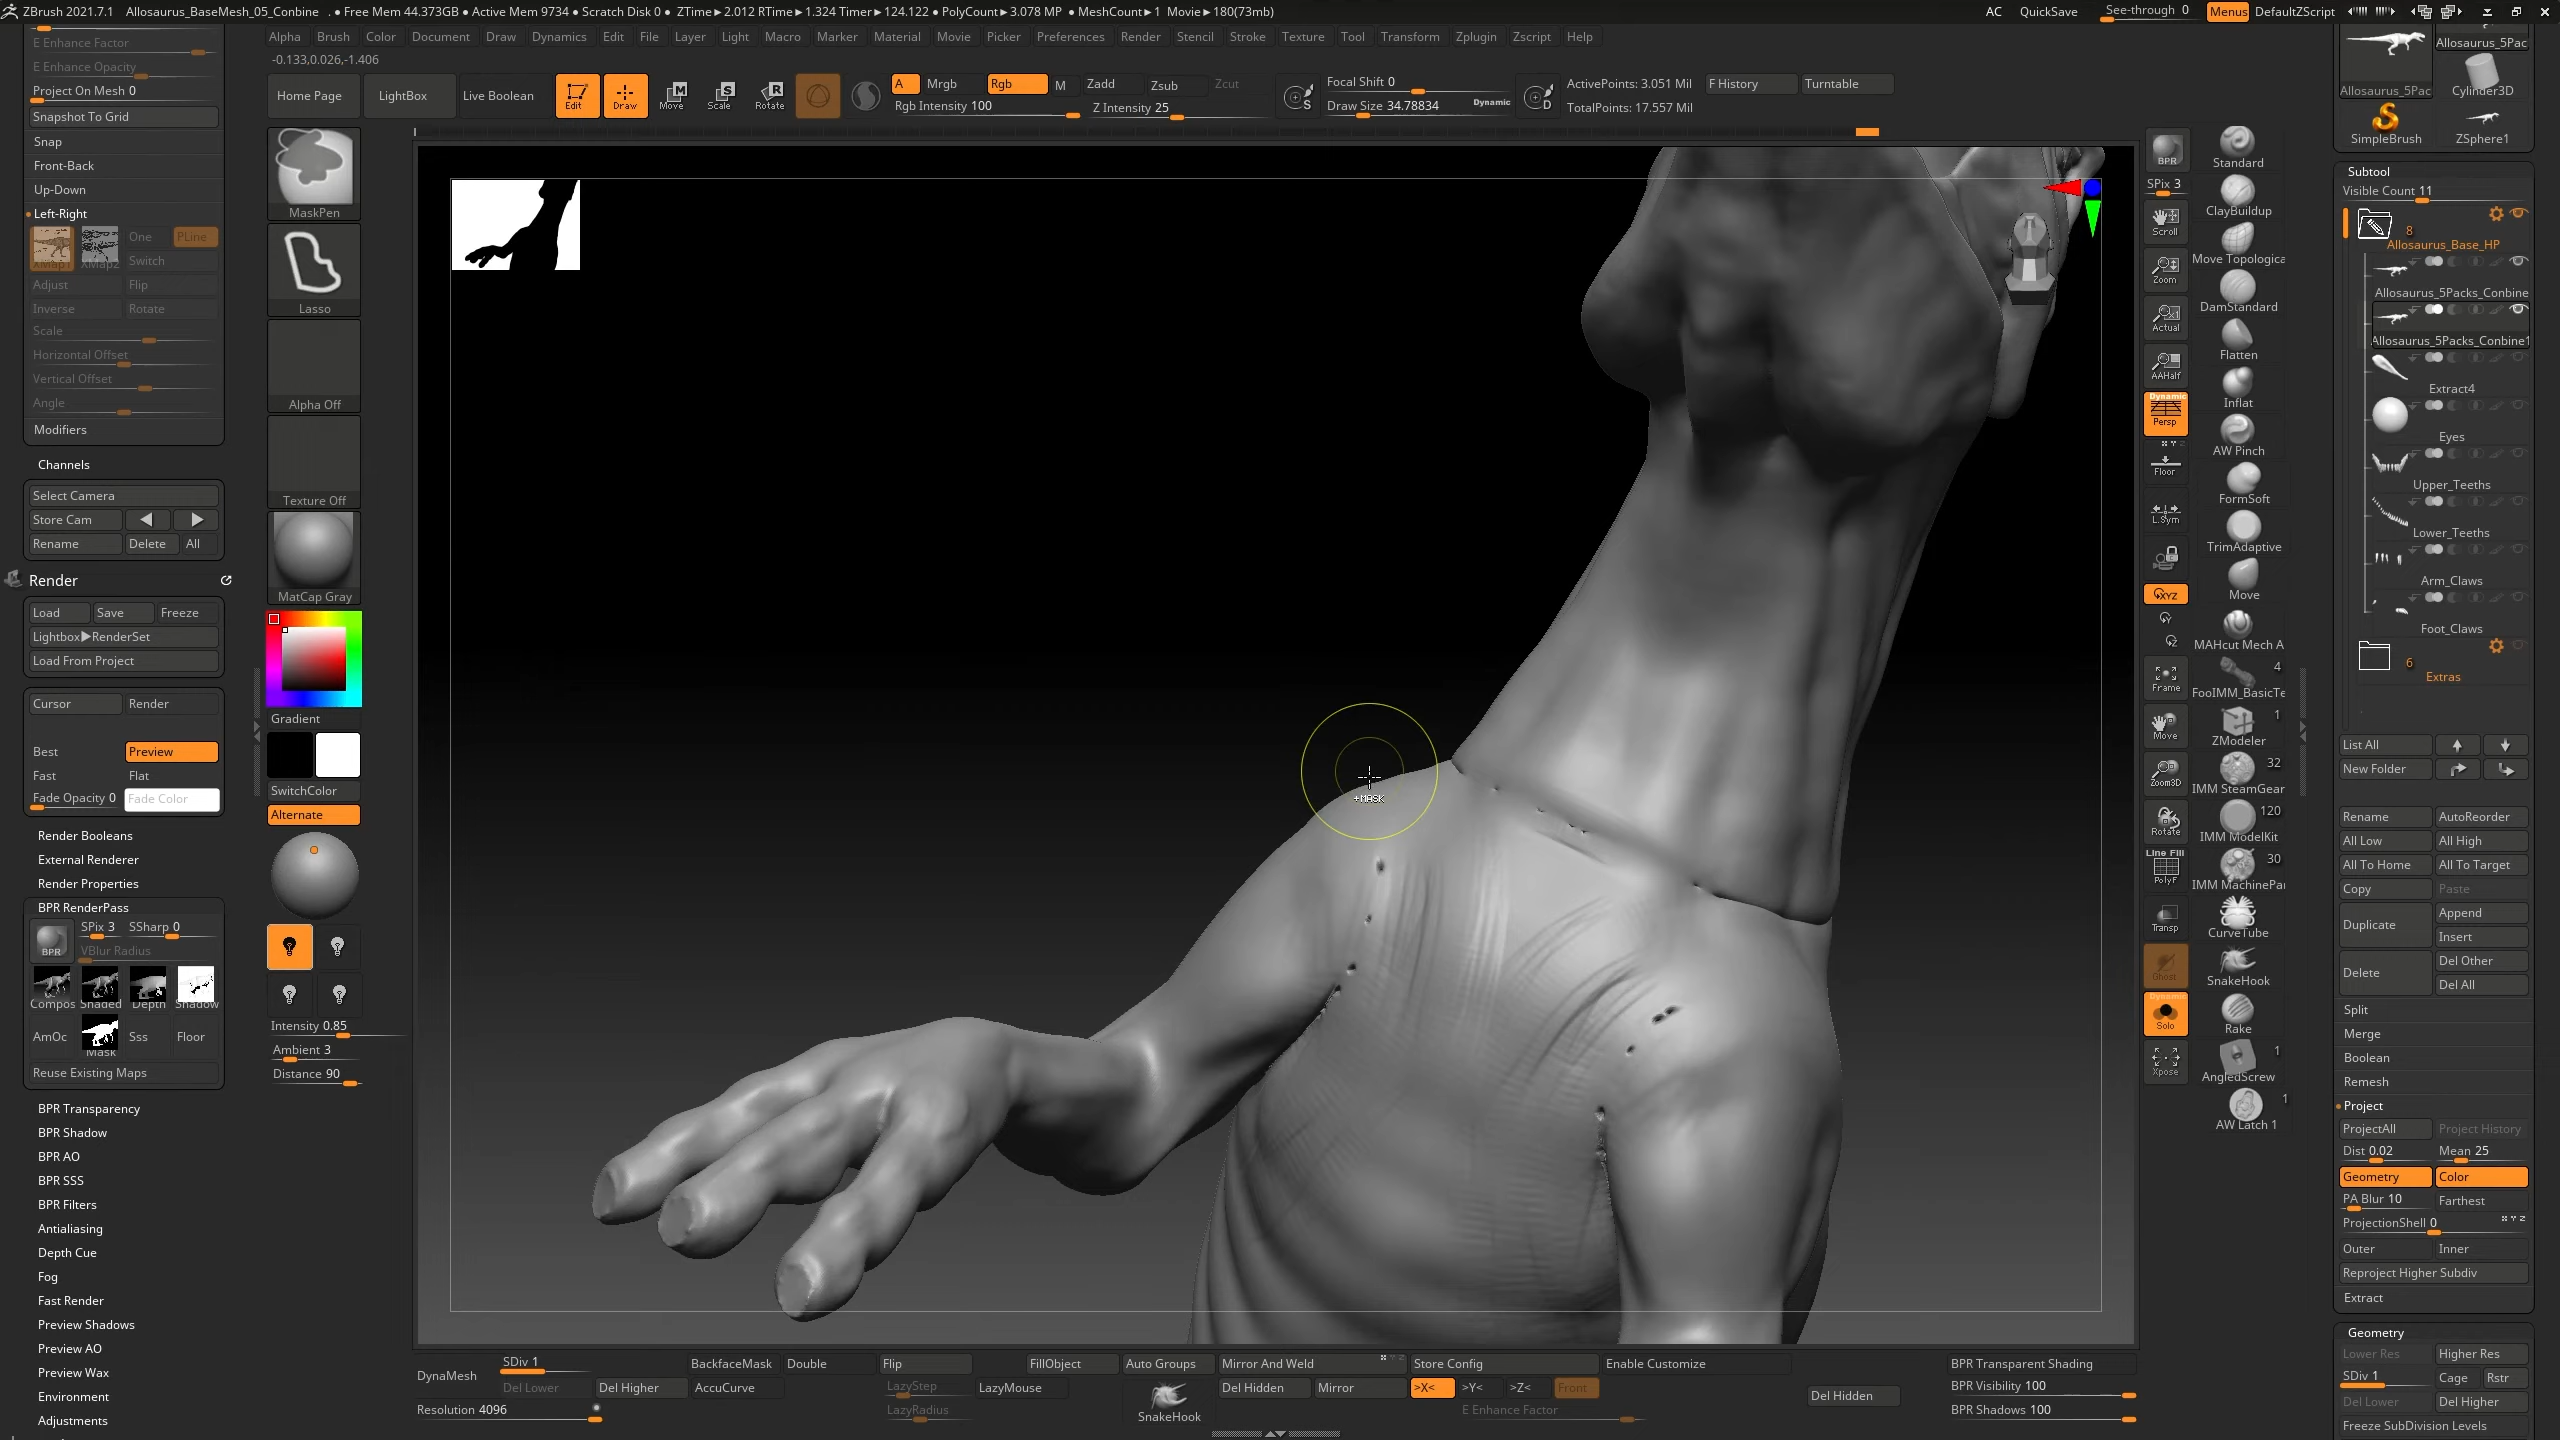 ZBrush 2021.7.1 Allosaurus_BaseMesh_05_Conbine . • Free Mem 44.373GB • Active Mem 9734 • Scratch Disk 0 • ZTime▶2.012 RTime▶1.324 Timer▶124.122 • PolyCount▶3.078 MP • MeshCount▶1 Movie▶180(73mb) AC QuickSave See-through 0 Menus DefaultZScript
Alpha Brush Color Document Draw Dynamics Edit File Layer Light Macro Marker Material Movie Picker Preferences Render Stencil Stroke Texture Tool Transform Zplugin Zscript Help
-0.133,0.026,-1.406
Home Page LightBox Live Boolean Edit Draw Move Scale Rotate A Mrgb Rgb M Zadd Zsub Zcut Focal Shift 0 ActivePoints: 3.051 Mil F History Turntable
Rgb Intensity 100 Z Intensity 25 Draw Size 34.78834 Dynamic TotalPoints: 17.557 Mil
E Enhance Factor
E Enhance Opacity
Project On Mesh 0
Snapshot To Grid
Snap
Front-Back
Up-Down
Left-Right
XMap1 XMap2 One PLine
Switch
Adjust Flip
Inverse Rotate
Scale
Horizontal Offset
Vertical Offset
Angle
Modifiers
Channels
Select Camera
Store Cam
Rename Delete All
Render
Load Save Freeze
Lightbox▶RenderSet
Load From Project
Cursor Render
Best Preview
Fast Flat
Fade Opacity 0 Fade Color
Render Booleans
External Renderer
Render Properties
BPR RenderPass
BPR SPix 3 SSharp 0
VBlur Radius
Compos Shaded Depth Shadow
AmOc Mask Sss Floor
Reuse Existing Maps
BPR Transparency
BPR Shadow
BPR AO
BPR SSS
BPR Filters
Antialiasing
Depth Cue
Fog
Fast Render
Preview Shadows
Preview AO
Preview Wax
Environment
Adjustments
MaskPen
Lasso
Alpha Off
Texture Off
MatCap Gray
Gradient
SwitchColor
Alternate
Intensity 0.85
Ambient 3
Distance 90
+MASK
BPR
SPix 3
Scroll
Zoom
Actual
AAHalf
Dynamic
Persp
Floor
L.Sym
XYZ
Frame
Move
Zoom3D
Rotate
Line Fill
PolyF
Transp
Ghost
Dynamic
Solo
Xpose
Standard
ClayBuildup
Move Topologica
DamStandard
Flatten
Inflat
AW Pinch
FormSoft
TrimAdaptive
Move
MAHcut Mech A
4
FooIMM_BasicTe
1
ZModeler
32
IMM SteamGear
120
IMM ModelKit
30
IMM MachinePar
CurveTube
SnakeHook
Rake
1
AngledScrew
1
AW Latch 1
Allosaurus_5Pac
Allosaurus_5Pac Cylinder3D
SimpleBrush ZSphere1
Subtool
Visible Count 11
8
Allosaurus_Base_HP
Allosaurus_5Packs_Conbine
Allosaurus_5Packs_Conbine1
Extract4
Eyes
Upper_Teeth
Lower_Teeth
Arm_Claws
Foot_Claws
6
Extras
List All
New Folder
Rename AutoReorder
All Low All High
All To Home All To Target
Copy Paste
Duplicate Append
Insert
Delete Del Other
Del All
Split
Merge
Boolean
Remesh
Project
ProjectAll Project History
Dist 0.02 Mean 25
Geometry Color
PA Blur 10 Farthest
ProjectionShell 0
Outer Inner
Reproject Higher Subdiv
Extract
Geometry
Lower Res Higher Res
SDiv 1 Cage Rstr
Del Lower Del Higher
Freeze SubDivision Levels
DynaMesh SDiv 1 BackfaceMask Double Flip FillObject Auto Groups Mirror And Weld Store Config Enable Customize BPR Transparent Shading
Del Lower Del Higher AccuCurve LazyStep LazyMouse Del Hidden Mirror >X< >Y< >Z< Front Del Hidden BPR Visibility 100
Resolution 4096 LazyRadius SnakeHook E Enhance Factor BPR Shadows 100